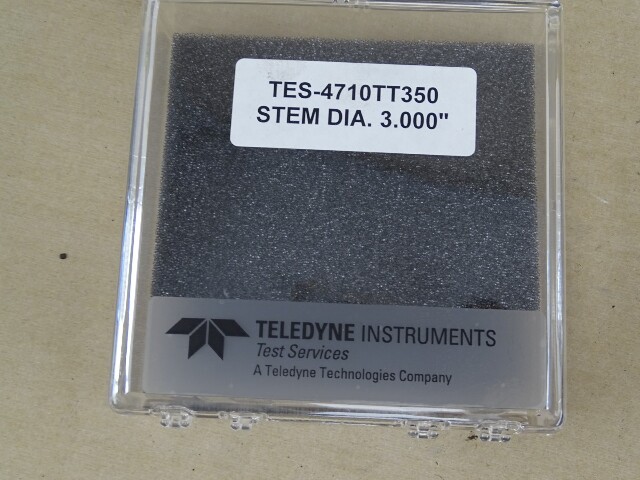 TES-4710TT350
STEM DIA. 3.000"
TELEDYNE INSTRUMENTS
Test Services
A Teledyne Technologies Company